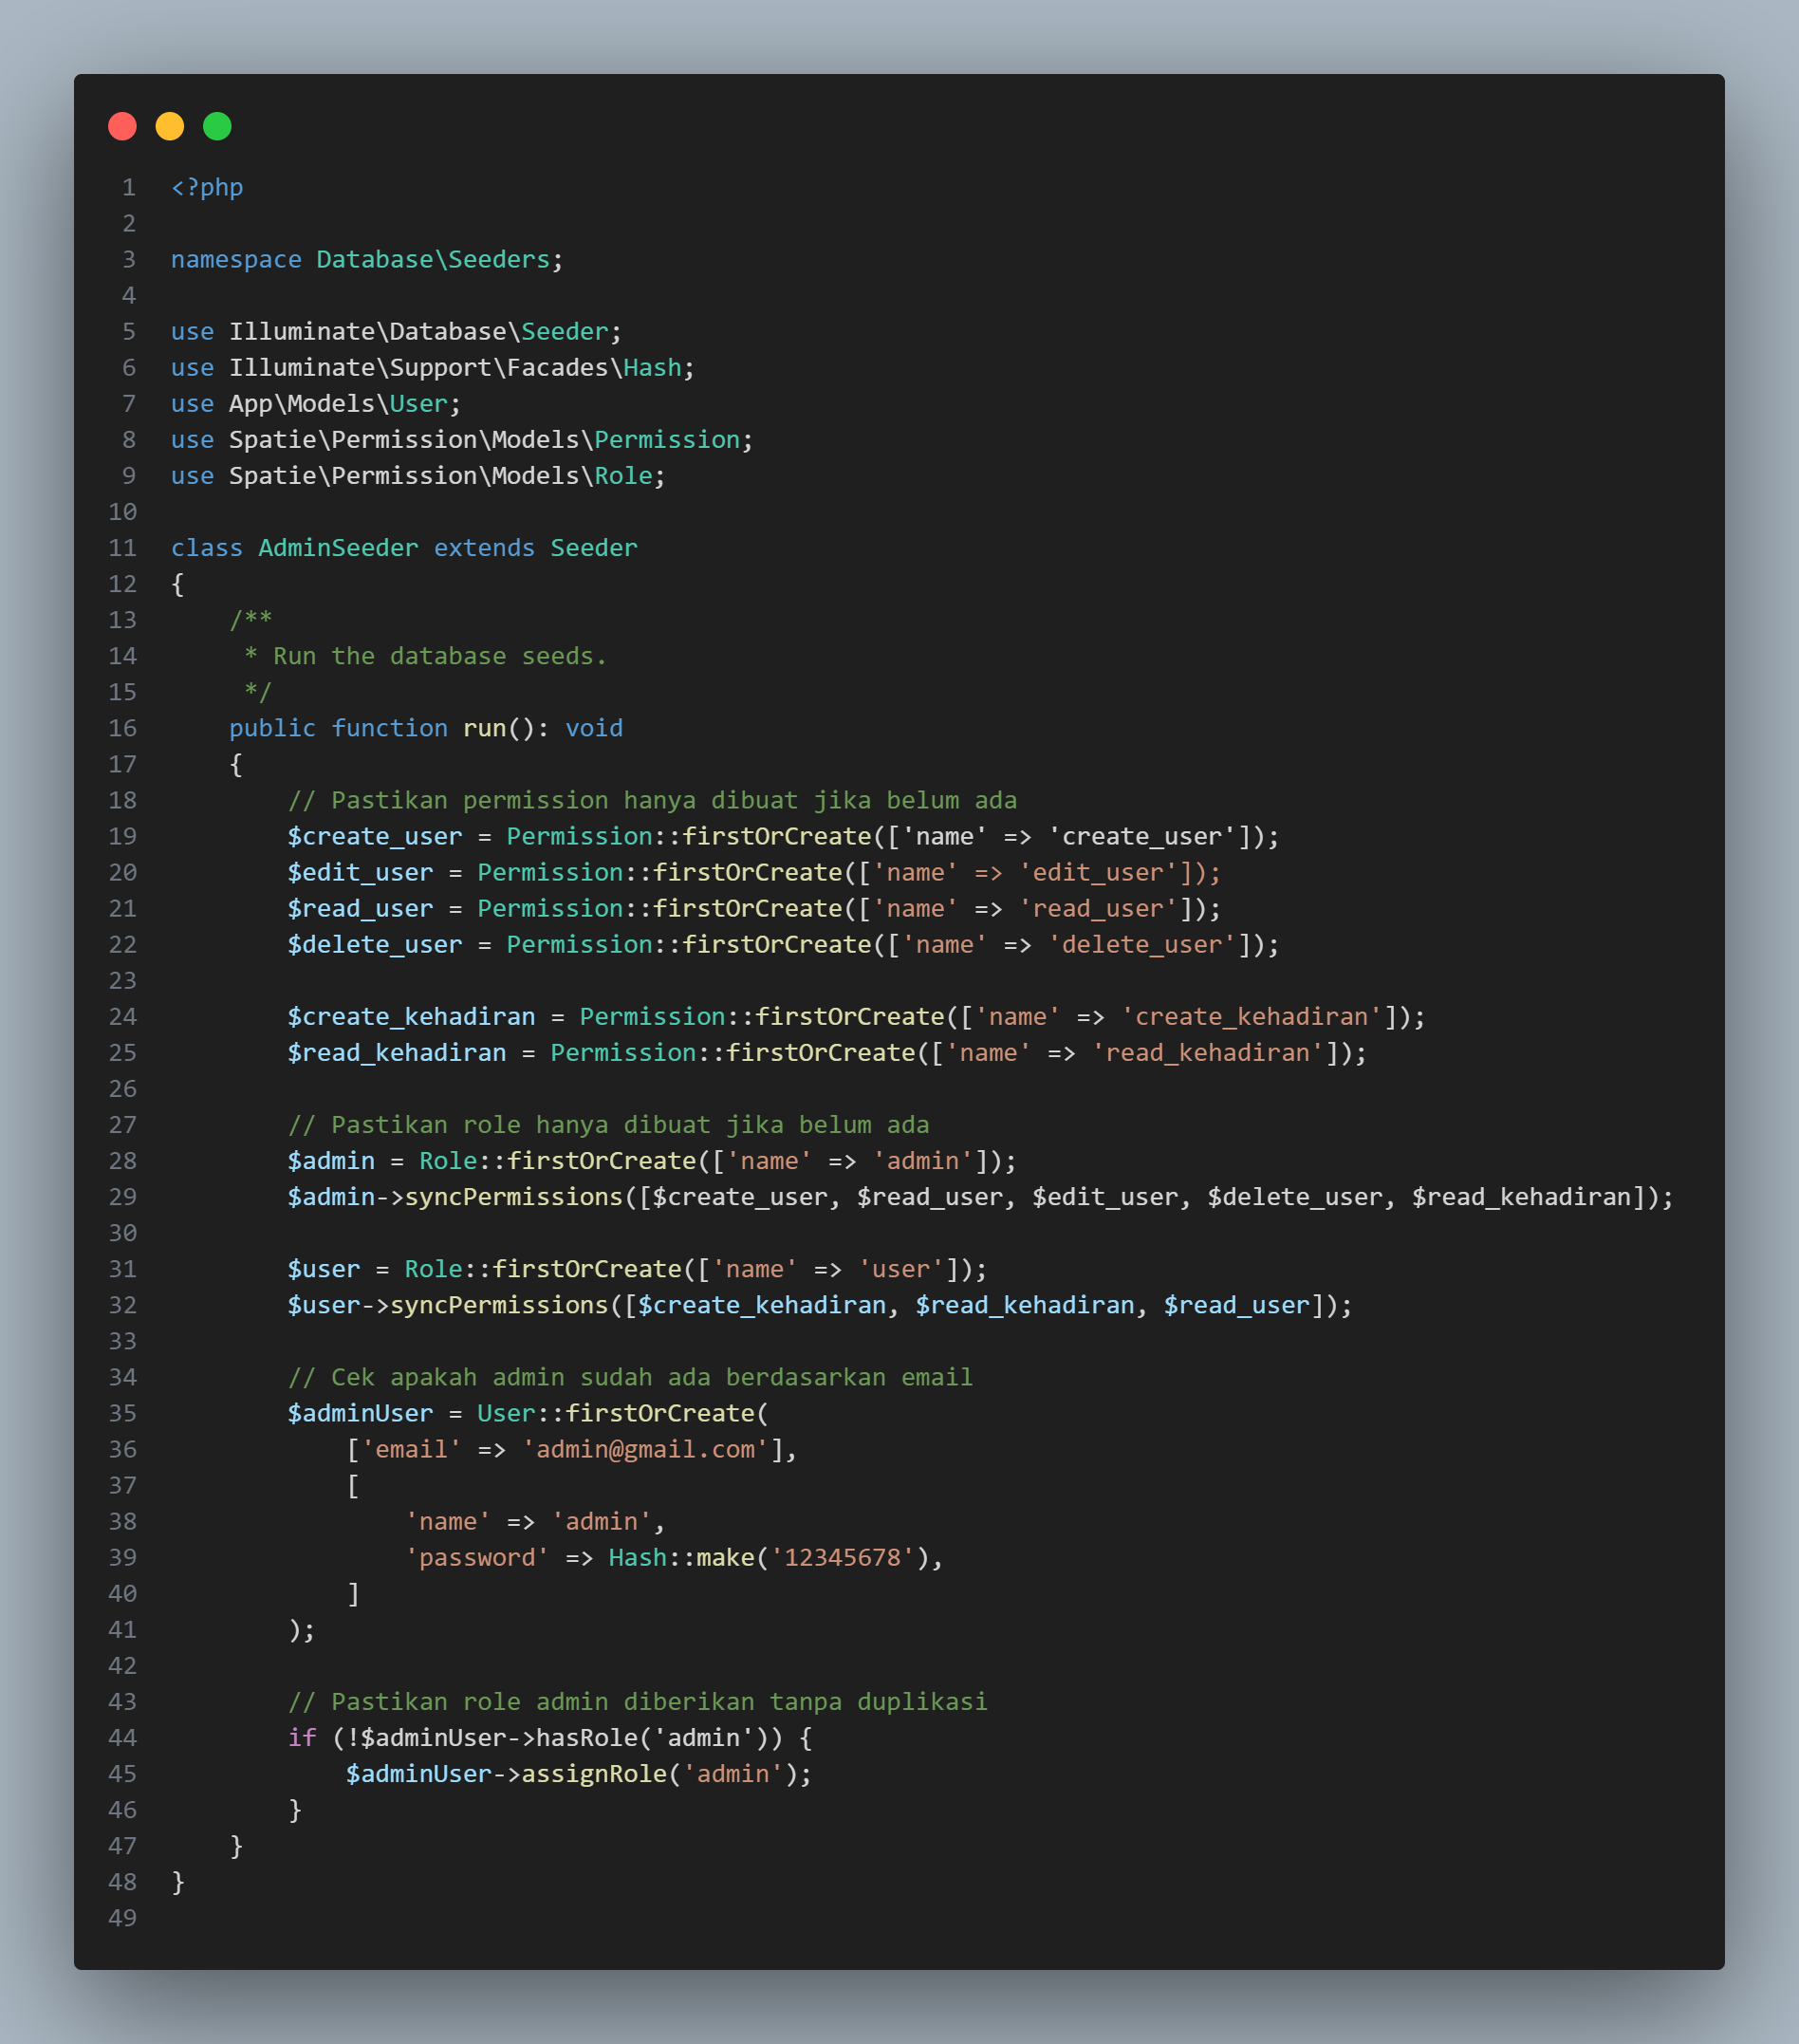 1 <?php
2
3 namespace Database\Seeders;
4
5 use Illuminate\Database\Seeder;
6 use Illuminate\Support\Facades\Hash;
7 use App\Models\User;
8 use Spatie\Permission\Models\Permission;
9 use Spatie\Permission\Models\Role;
10
11 class AdminSeeder extends Seeder
12 {
13     /**
14      * Run the database seeds.
15      */
16     public function run(): void
17     {
18         // Pastikan permission hanya dibuat jika belum ada
19         $create_user = Permission::firstOrCreate(['name' => 'create_user']);
20         $edit_user = Permission::firstOrCreate(['name' => 'edit_user']);
21         $read_user = Permission::firstOrCreate(['name' => 'read_user']);
22         $delete_user = Permission::firstOrCreate(['name' => 'delete_user']);
23
24         $create_kehadiran = Permission::firstOrCreate(['name' => 'create_kehadiran']);
25         $read_kehadiran = Permission::firstOrCreate(['name' => 'read_kehadiran']);
26
27         // Pastikan role hanya dibuat jika belum ada
28         $admin = Role::firstOrCreate(['name' => 'admin']);
29         $admin->syncPermissions([$create_user, $read_user, $edit_user, $delete_user, $read_kehadiran]);
30
31         $user = Role::firstOrCreate(['name' => 'user']);
32         $user->syncPermissions([$create_kehadiran, $read_kehadiran, $read_user]);
33
34         // Cek apakah admin sudah ada berdasarkan email
35         $adminUser = User::firstOrCreate(
36             ['email' => 'admin@gmail.com'],
37             [
38                 'name' => 'admin',
39                 'password' => Hash::make('12345678'),
40             ]
41         );
42
43         // Pastikan role admin diberikan tanpa duplikasi
44         if (!$adminUser->hasRole('admin')) {
45             $adminUser->assignRole('admin');
46         }
47     }
48 }
49